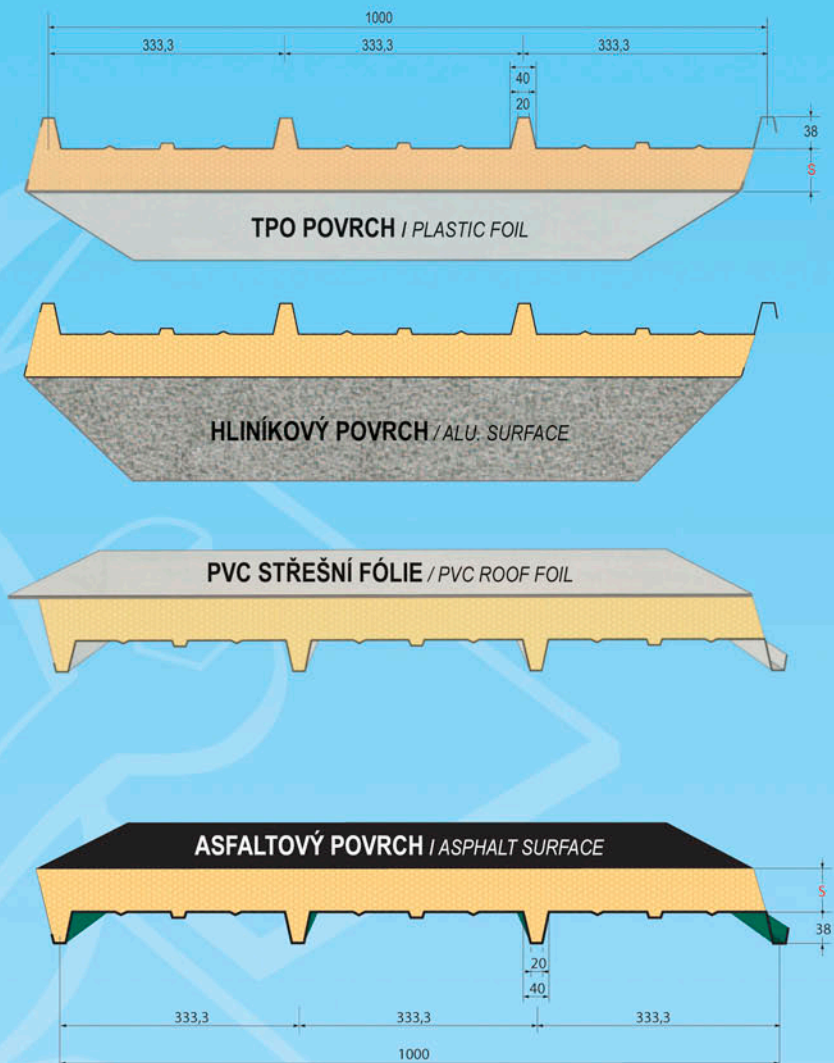 1000
333,3 333,3 333,3
40
20
38
S
TPO POVRCH / PLASTIC FOIL
HLINÍKOVÝ POVRCH / ALU. SURFACE
PVC STŘEŠNÍ FÓLIE / PVC ROOF FOIL
ASFALTOVÝ POVRCH / ASPHALT SURFACE
S
38
20
40
333,3 333,3 333,3
1000